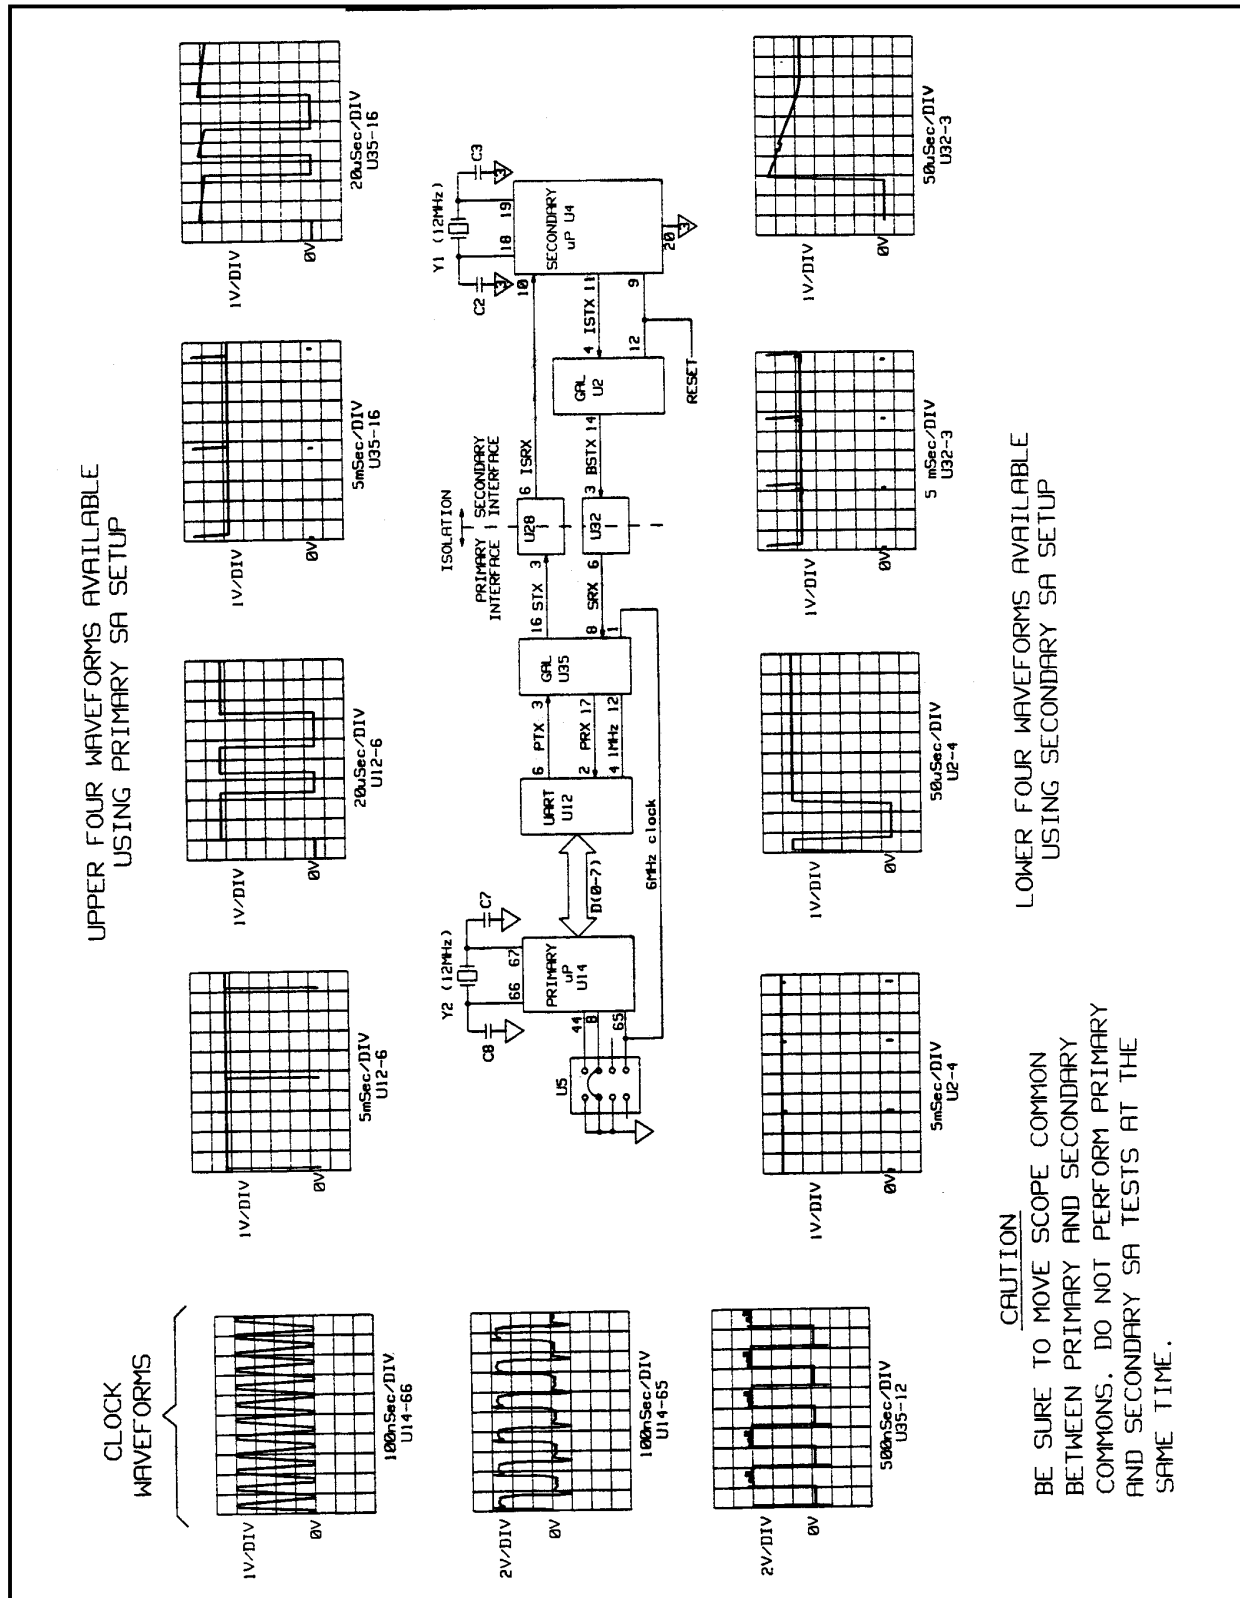 UPPER FOUR WAVEFORMS AVAILABLE
USING PRIMARY SA SETUP
CLOCK
WAVEFORMS
1V/DIV
0V
100nSec/DIV
U14-66
1V/DIV
0V
5mSec/DIV
U12-6
1V/DIV
0V
20uSec/DIV
U12-6
1V/DIV
0V
5mSec/DIV
U35-16
1V/DIV
0V
20uSec/DIV
U35-16
2V/DIV
0V
100nSec/DIV
U14-65
2V/DIV
0V
500nSec/DIV
U35-12
Y2 (12MHz)
C8
C7
66
67
PRIMARY
uP
U14
44
8
65
U5
D(0-7)
6MHz clock
UART
U12
6 PTX 3
2 PRX 17
4 1MHz 12
GAL
U35
16 STX 3
8 SRX 6
1
ISOLATION
PRIMARY
INTERFACE
SECONDARY
INTERFACE
U28
U32
6 ISRX
10
3 BSTX 14
GAL
U2
4 ISTX 11
12
9
RESET
Y1 (12MHz)
C2
3
C3
3
18
19
SECONDARY
uP U4
20
3
1V/DIV
0V
5mSec/DIV
U2-4
1V/DIV
0V
50uSec/DIV
U2-4
1V/DIV
0V
5 mSec/DIV
U32-3
1V/DIV
0V
50uSec/DIV
U32-3
LOWER FOUR WAVEFORMS AVAILABLE
USING SECONDARY SA SETUP
CAUTION
BE SURE TO MOVE SCOPE COMMON
BETWEEN PRIMARY AND SECONDARY
COMMONS. DO NOT PERFORM PRIMARY
AND SECONDARY SA TESTS AT THE
SAME TIME.